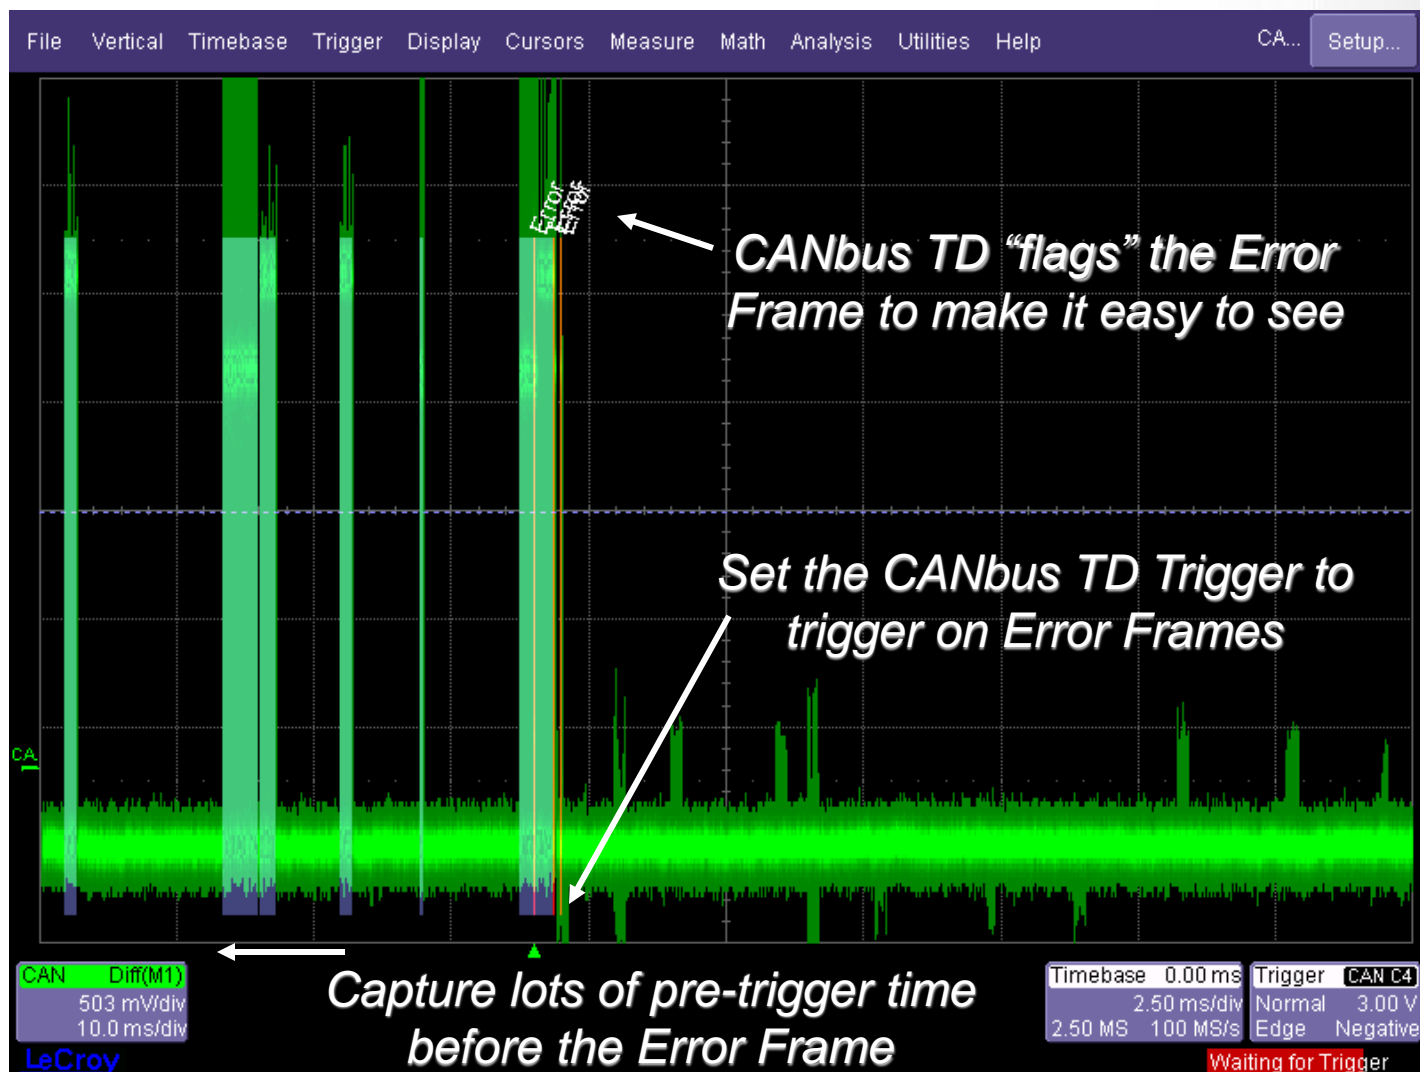 File Vertical Timebase Trigger Display Cursors Measure Math Analysis Utilities Help CA... Setup...
Error
Error
Error
CANbus TD “flags” the Error
Frame to make it easy to see
Set the CANbus TD Trigger to
trigger on Error Frames
CA
Capture lots of pre-trigger time
before the Error Frame
CAN Diff(M1)
503 mV/div
10.0 ms/div
LeCroy
Timebase 0.00 ms
2.50 ms/div
2.50 MS 100 MS/s
Trigger CAN C4
Normal 3.00 V
Edge Negative
Waiting for Trigger